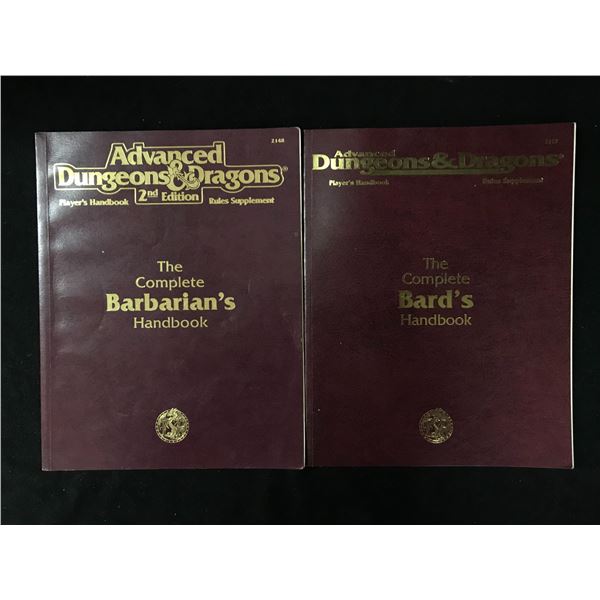 2148
Advanced
Dungeons & Dragons®
Player's Handbook 2nd Edition Rules Supplement
The
Complete
Barbarian's
Handbook
Advanced
Dungeons & Dragons®
Player's Handbook Rules Supplement
The
Complete
Bard's
Handbook